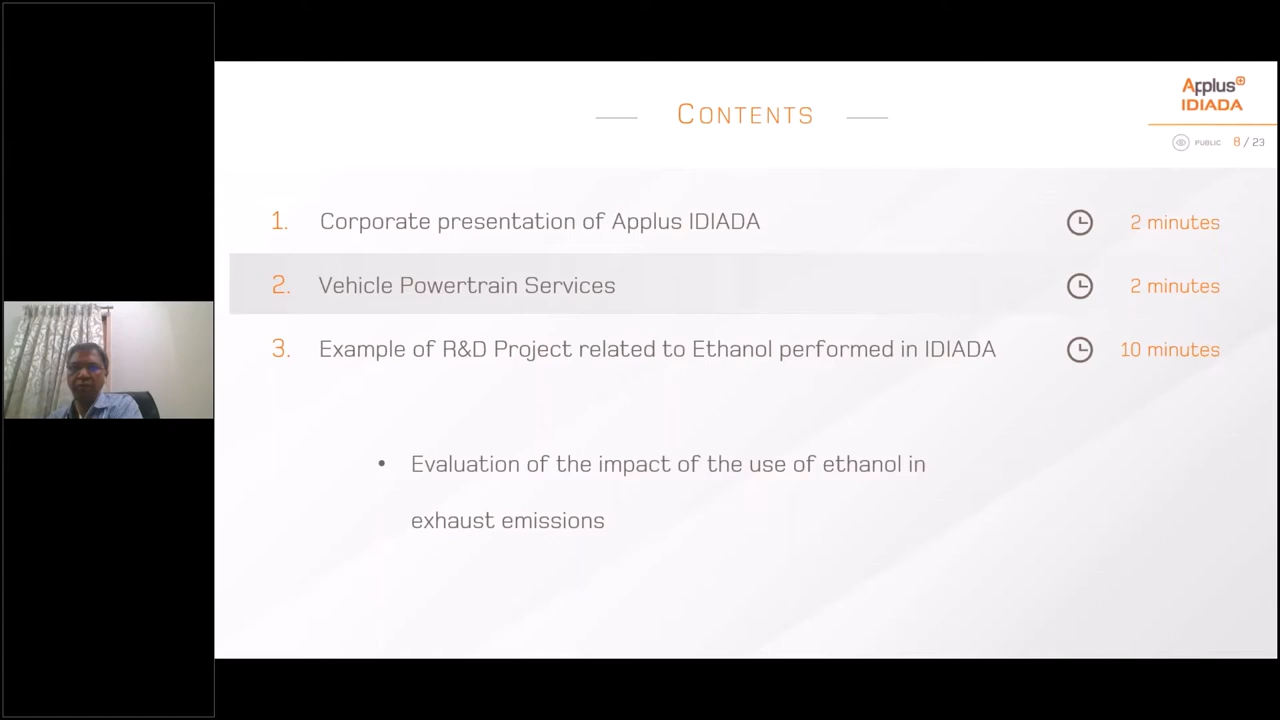 CONTENTS
Applus+
IDIADA
PUBLIC 8 / 23
1. Corporate presentation of Applus IDIADA 2 minutes
2. Vehicle Powertrain Services 2 minutes
3. Example of R&D Project related to Ethanol performed in IDIADA 10 minutes
• Evaluation of the impact of the use of ethanol in
exhaust emissions